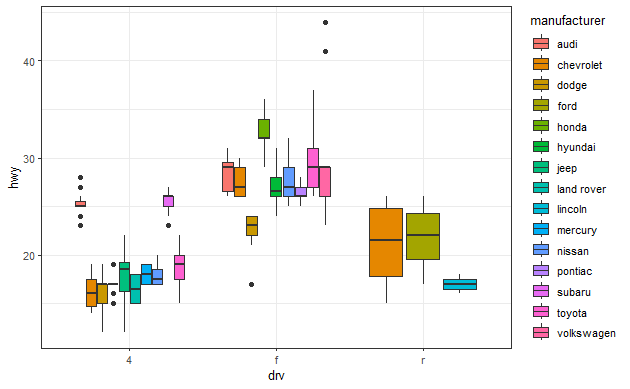 manufacturer
audi
chevrolet
dodge
ford
honda
hyundai
jeep
land rover
lincoln
mercury
nissan
pontiac
subaru
toyota
volkswagen
hwy
40
30
20
4 f r
drv